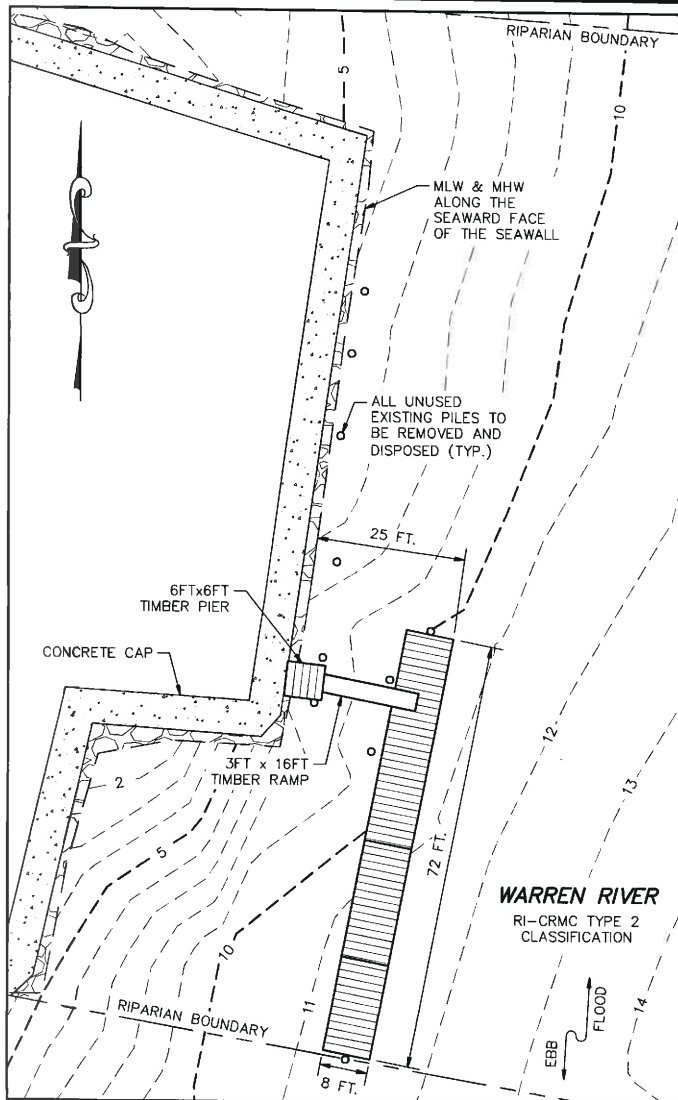 RIPARIAN BOUNDARY
5
10
MLW & MHW
ALONG THE
SEAWARD FACE
OF THE SEAWALL
ALL UNUSED
EXISTING PILES TO
BE REMOVED AND
DISPOSED (TYP.)
25 FT.
6FTx6FT
TIMBER PIER
CONCRETE CAP
3FT x 16FT
TIMBER RAMP
2
12
13
5
72 FT.
WARREN RIVER
RI-CRMC TYPE 2
CLASSIFICATION
10
11
14
RIPARIAN BOUNDARY
EBB
FLOOD
8 FT.